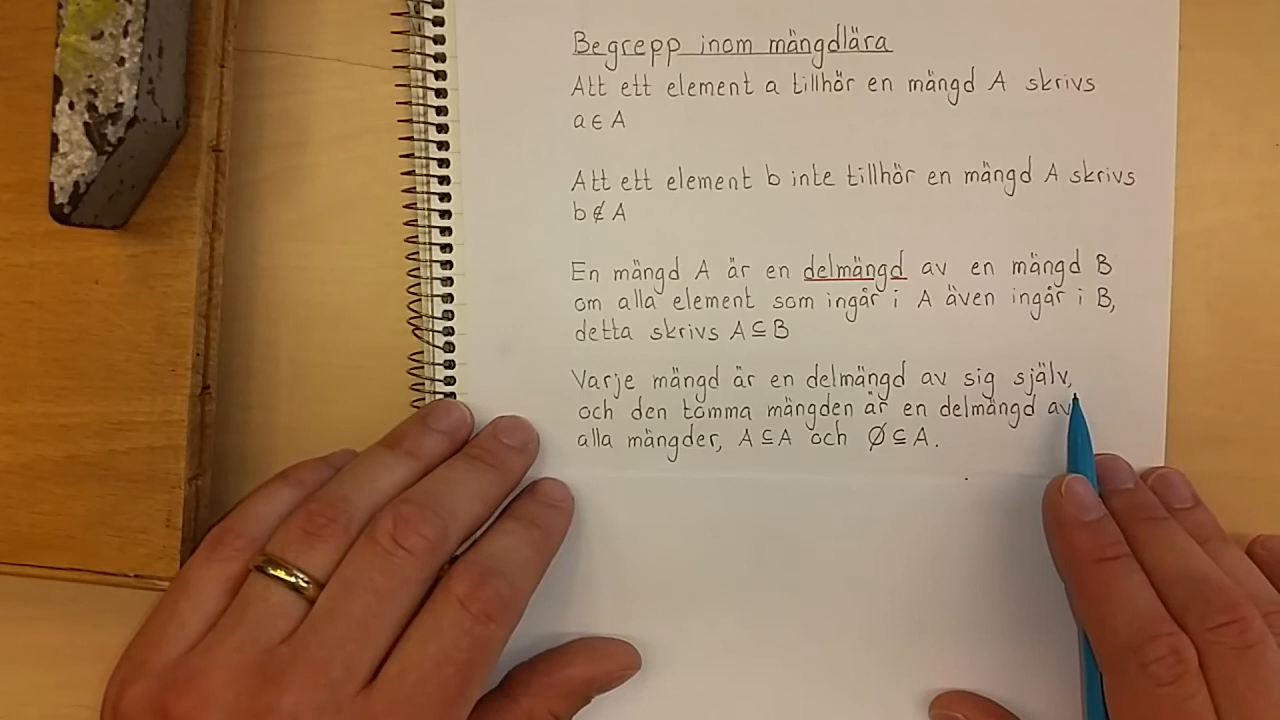 Begrepp inom mängdlära
Att ett element a tillhör en mängd A skrivs
a ∈ A
Att ett element b inte tillhör en mängd A skrivs
b ∉ A
En mängd A är en delmängd av en mängd B
om alla element som ingår i A även ingår i B,
detta skrivs A ⊆ B
Varje mängd är en delmängd av sig själv,
och den tomma mängden är en delmängd av
alla mängder, A ⊆ A och Ø ⊆ A.